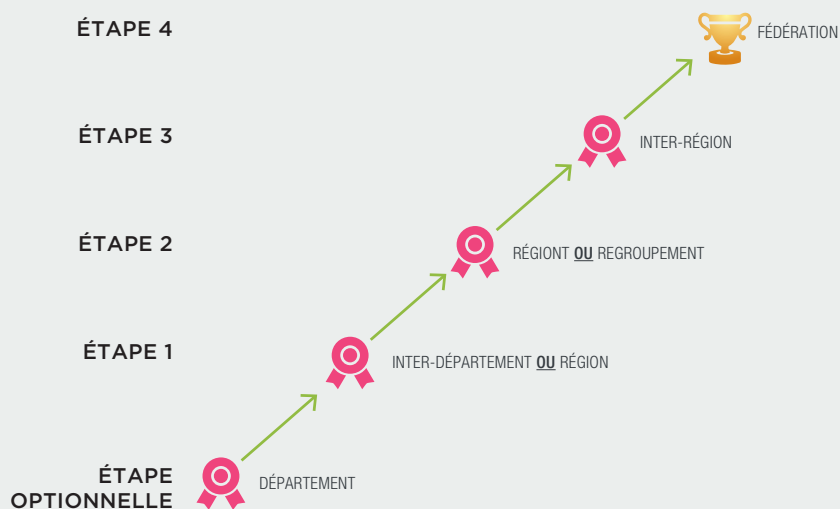 ÉTAPE 4
FÉDÉRATION
ÉTAPE 3
INTER-RÉGION
ÉTAPE 2
RÉGIONT OU REGROUPEMENT
ÉTAPE 1
INTER-DÉPARTEMENT OU RÉGION
ÉTAPE
OPTIONNELLE
DÉPARTEMENT